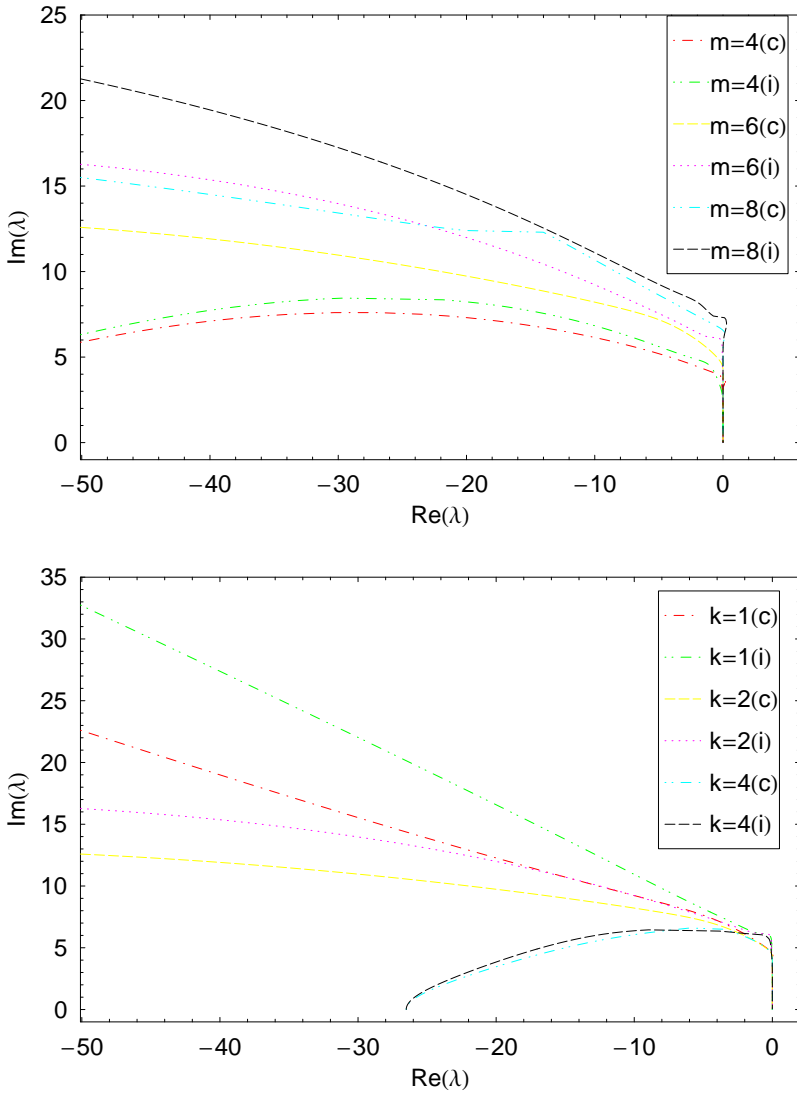 25
20
15
10
5
0
Im(λ)
−50
−40
−30
−20
−10
0
Re(λ)
m=4(c)
m=4(i)
m=6(c)
m=6(i)
m=8(c)
m=8(i)
35
30
25
20
15
10
5
0
Im(λ)
−50
−40
−30
−20
−10
0
Re(λ)
k=1(c)
k=1(i)
k=2(c)
k=2(i)
k=4(c)
k=4(i)